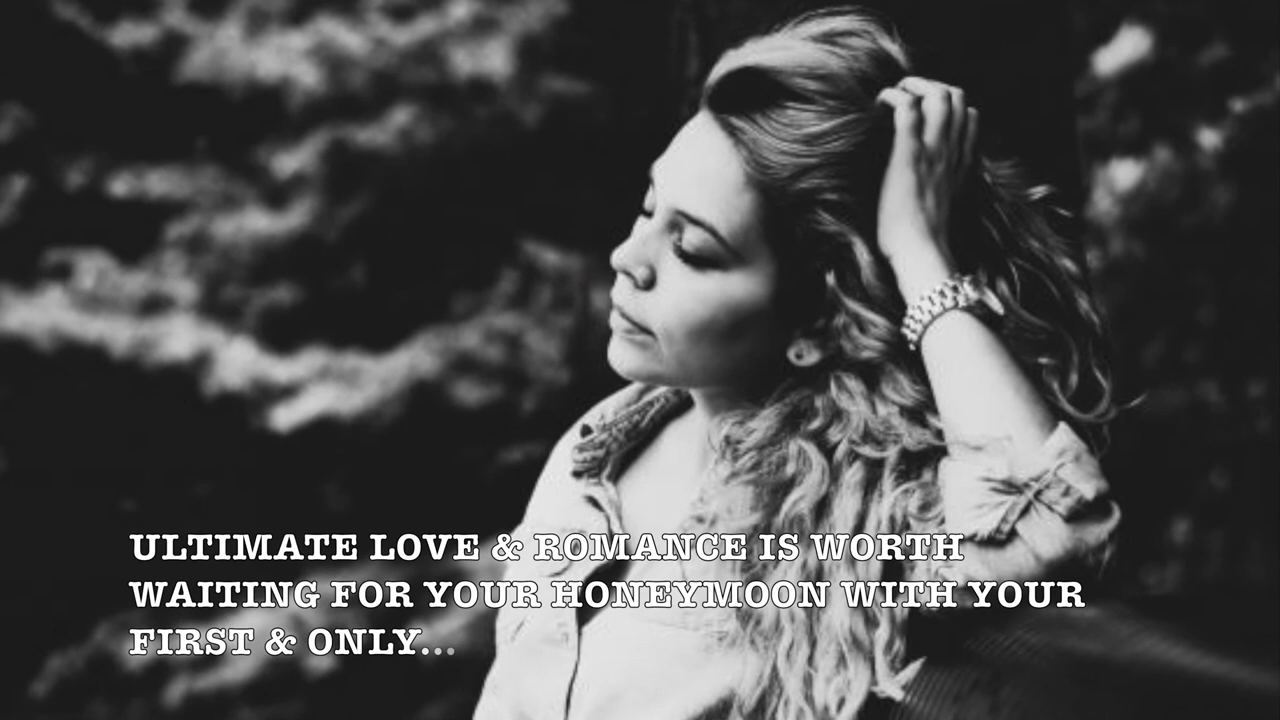 ULTIMATE LOVE & ROMANCE IS WORTH
WAITING FOR YOUR HONEYMOON WITH YOUR
FIRST & ONLY...